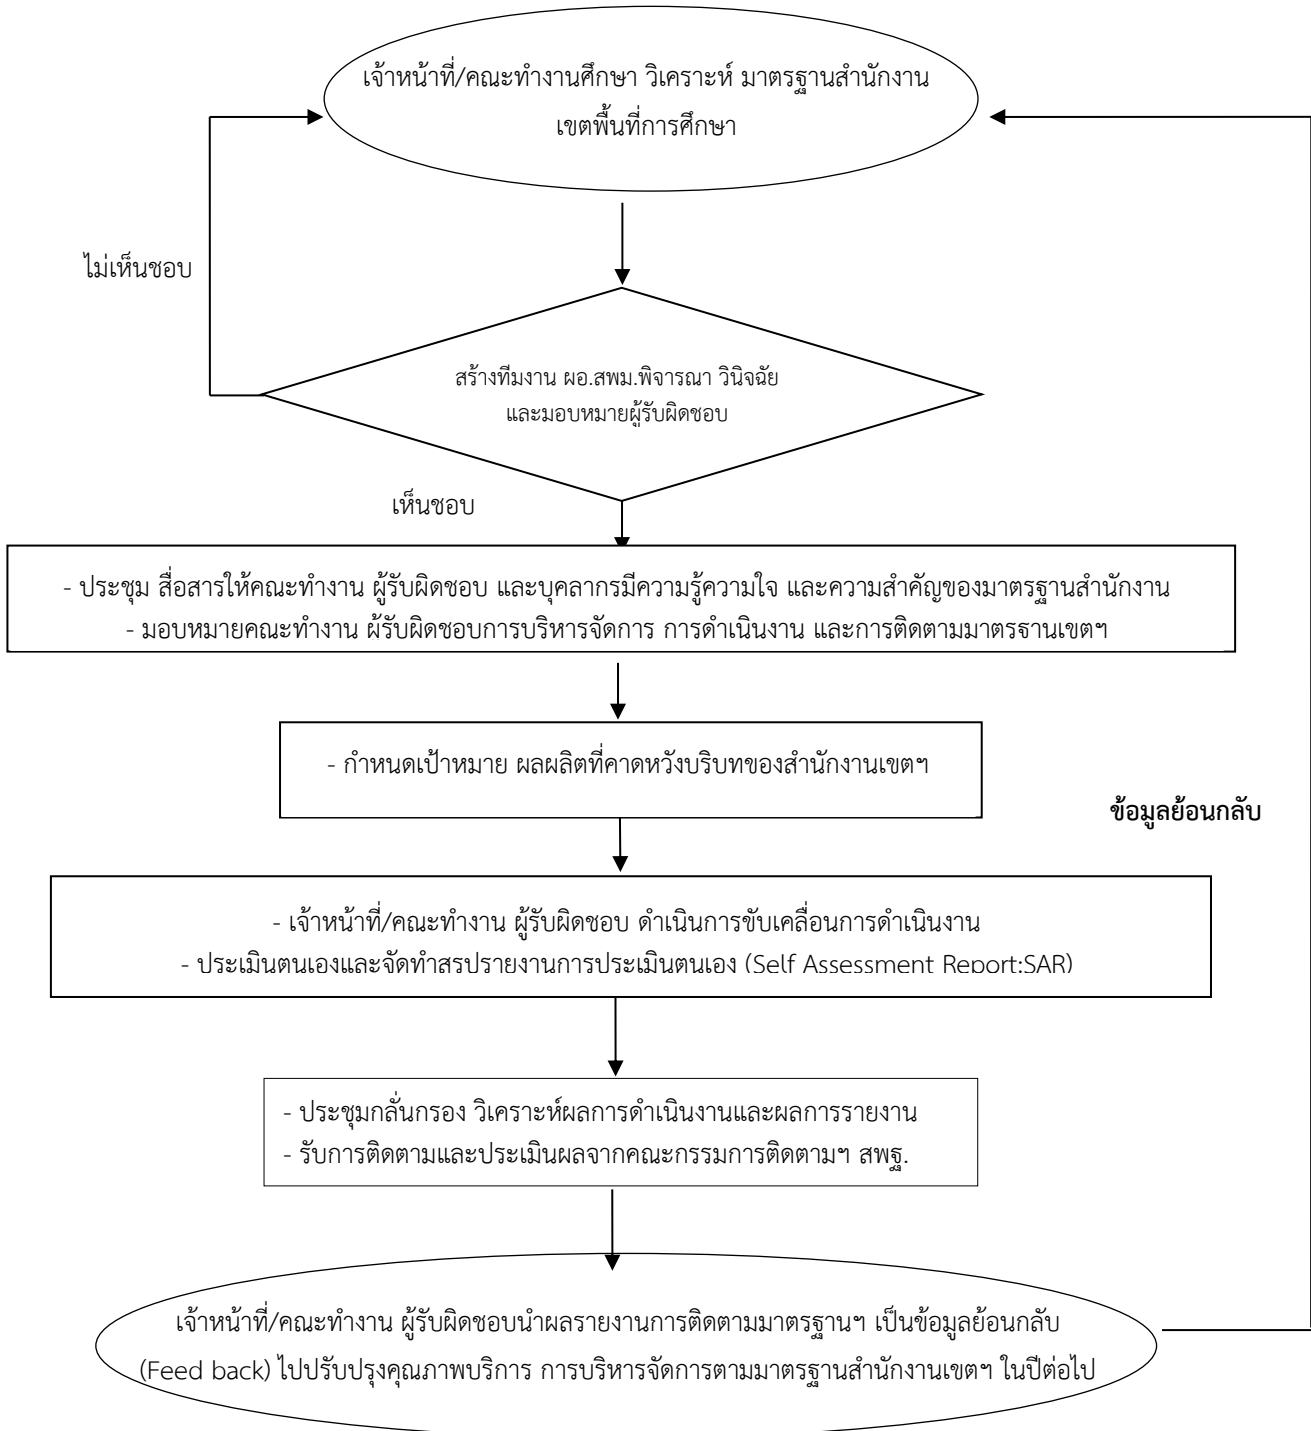 เจ้าหน้าที่/คณะทำงานศึกษา วิเคราะห์ มาตรฐานสำนักงาน
เขตพื้นที่การศึกษา
ไม่เห็นชอบ
สร้างทีมงาน ผอ.สพม.พิจารณา วินิจฉัย
และมอบหมายผู้รับผิดชอบ
เห็นชอบ
- ประชุม สื่อสารให้คณะทำงาน ผู้รับผิดชอบ และบุคลากรมีความรู้ความใจ และความสำคัญของมาตรฐานสำนักงาน
- มอบหมายคณะทำงาน ผู้รับผิดชอบการบริหารจัดการ การดำเนินงาน และการติดตามมาตรฐานเขตฯ
- กำหนดเป้าหมาย ผลผลิตที่คาดหวังบริบทของสำนักงานเขตฯ
ข้อมูลย้อนกลับ
- เจ้าหน้าที่/คณะทำงาน ผู้รับผิดชอบ ดำเนินการขับเคลื่อนการดำเนินงาน
- ประเมินตนเองและจัดทำสรุปรายงานการประเมินตนเอง (Self Assessment Report:SAR)
- ประชุมกลั่นกรอง วิเคราะห์ผลการดำเนินงานและผลการรายงาน
- รับการติดตามและประเมินผลจากคณะกรรมการติดตามฯ สพฐ.
เจ้าหน้าที่/คณะทำงาน ผู้รับผิดชอบนำผลรายงานการติดตามมาตรฐานฯ เป็นข้อมูลย้อนกลับ
(Feed back) ไปปรับปรุงคุณภาพบริการ การบริหารจัดการตามมาตรฐานสำนักงานเขตฯ ในปีต่อไป